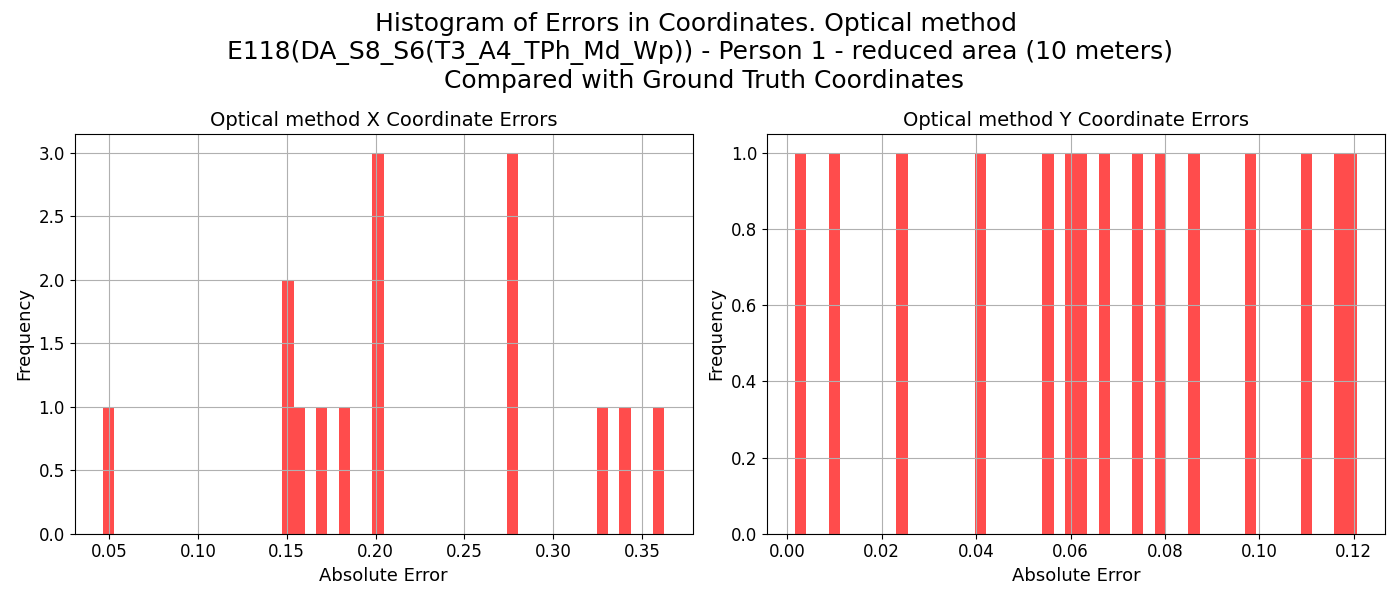 Histogram of Errors in Coordinates. Optical method
E118(DA_S8_S6(T3_A4_TPh_Md_Wp)) - Person 1 - reduced area (10 meters)
Compared with Ground Truth Coordinates
Optical method X Coordinate Errors
3.0
2.5
2.0
1.5
1.0
0.5
0.0
Frequency
0.05 0.10 0.15 0.20 0.25 0.30 0.35
Absolute Error
Optical method Y Coordinate Errors
1.0
0.8
0.6
0.4
0.2
0.0
Frequency
0.00 0.02 0.04 0.06 0.08 0.10 0.12
Absolute Error